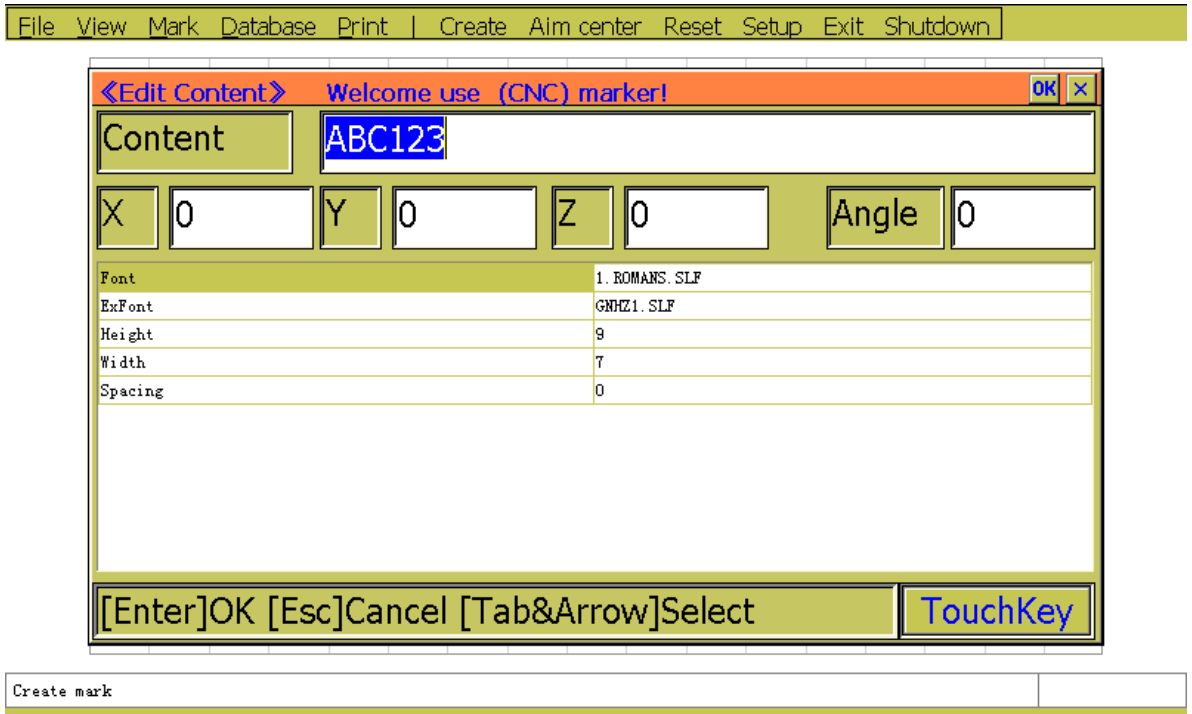 File View Mark Database Print | Create Aim center Reset Setup Exit Shutdown
《Edit Content》 Welcome use (CNC) marker! OK ×
Content ABC123
X 0 Y 0 Z 0 Angle 0
Font 1.ROMANS.SLF
ExFont GNHZ1.SLF
Height 9
Width 7
Spacing 0
[Enter]OK [Esc]Cancel [Tab&Arrow]Select TouchKey
Create mark